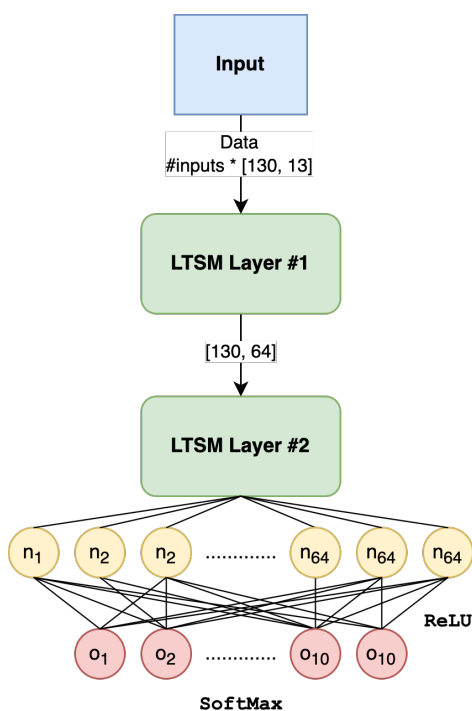 Input
Data
#inputs * [130, 13]
LTSM Layer #1
[130, 64]
LTSM Layer #2
n1 n2 n2 ............. n64 n64 n64
ReLU
o1 o2 ............. o10 o10
SoftMax